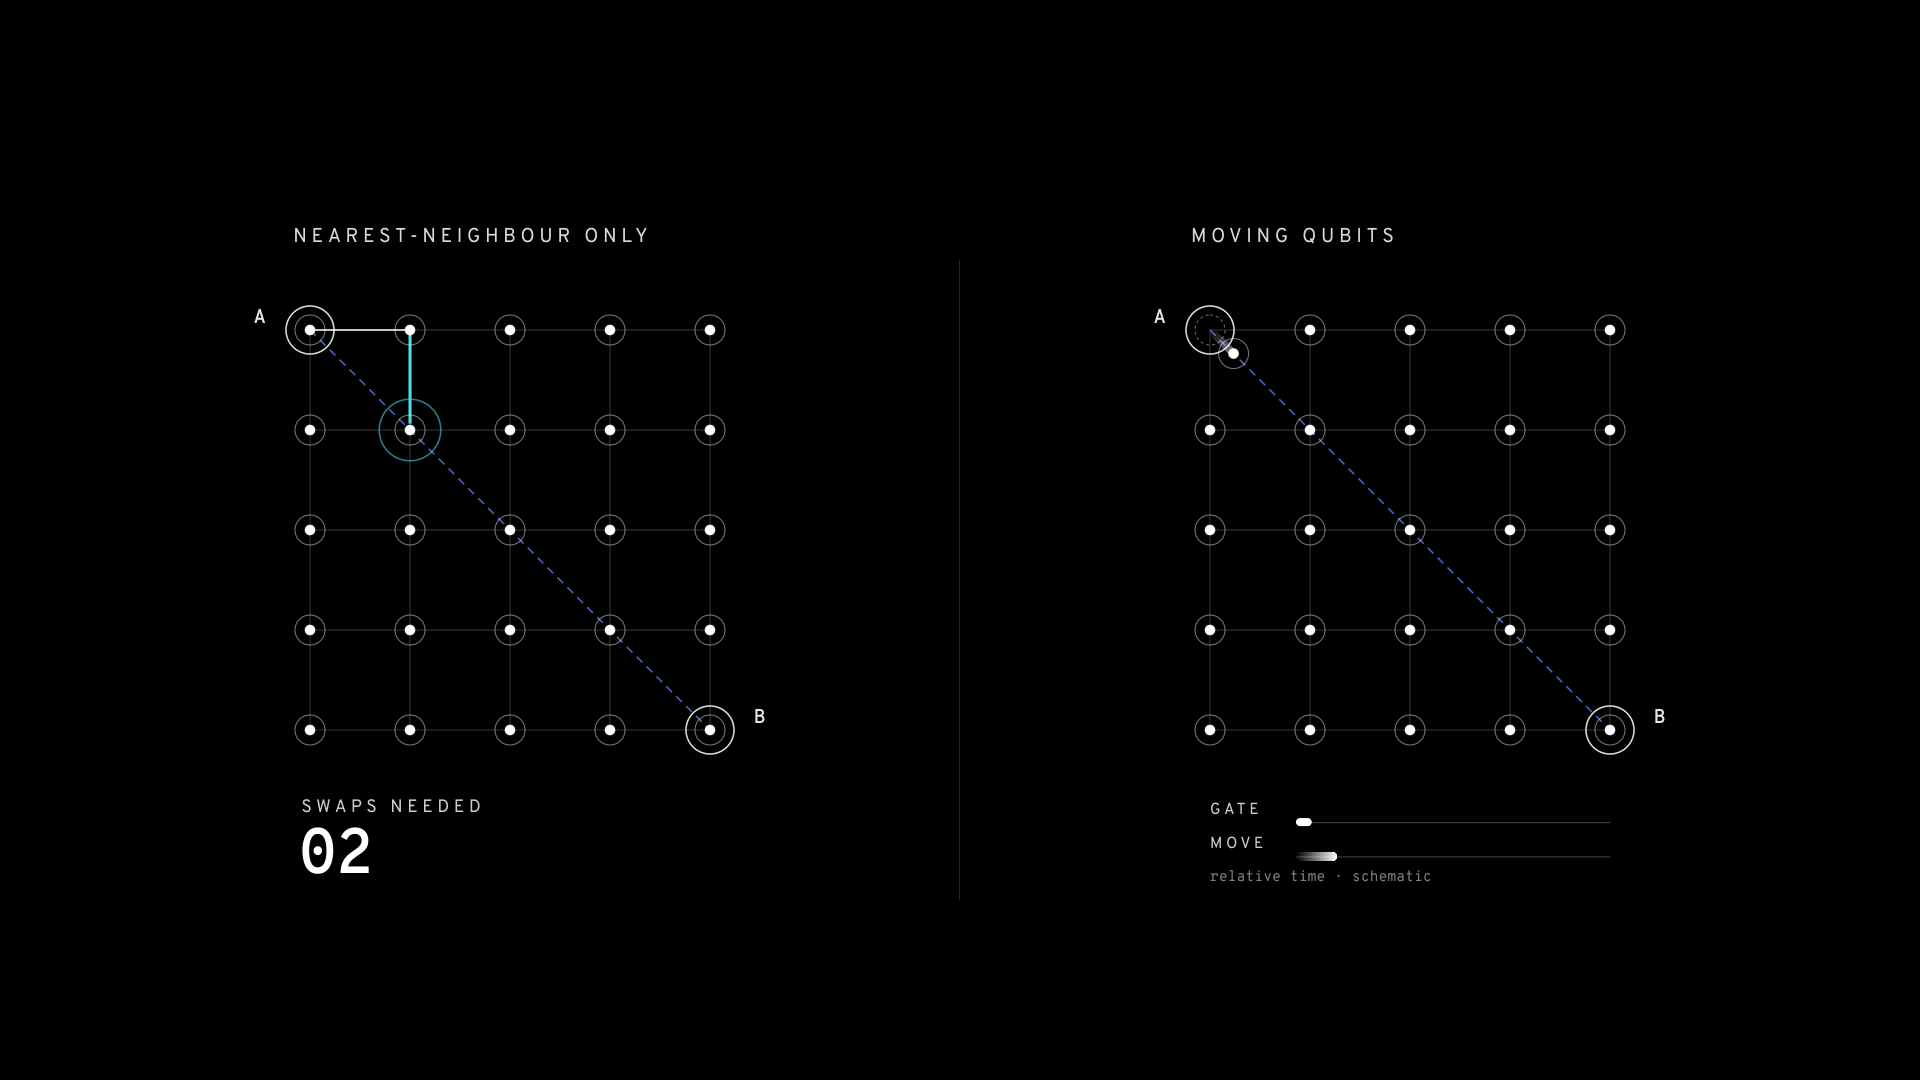 NEAREST-NEIGHBOUR ONLY
A
B
SWAPS NEEDED
02
MOVING QUBITS
A
B
GATE
MOVE
relative time · schematic